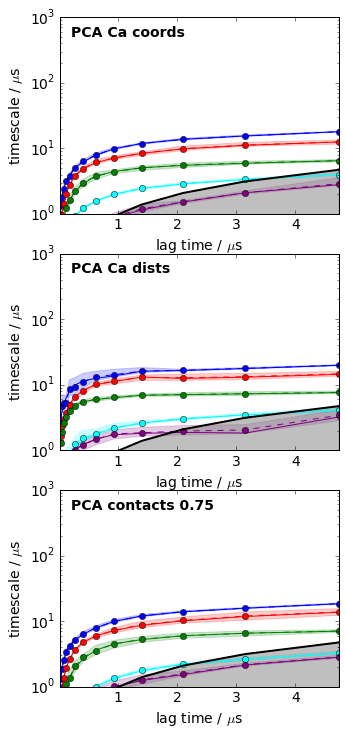 10³
PCA Ca coords
10²
timescale / μs
10¹
10⁰
1 2 3 4
lag time / μs
10³
PCA Ca dists
10²
timescale / μs
10¹
10⁰
1 2 3 4
lag time / μs
10³
PCA contacts 0.75
10²
timescale / μs
10¹
10⁰
1 2 3 4
lag time / μs